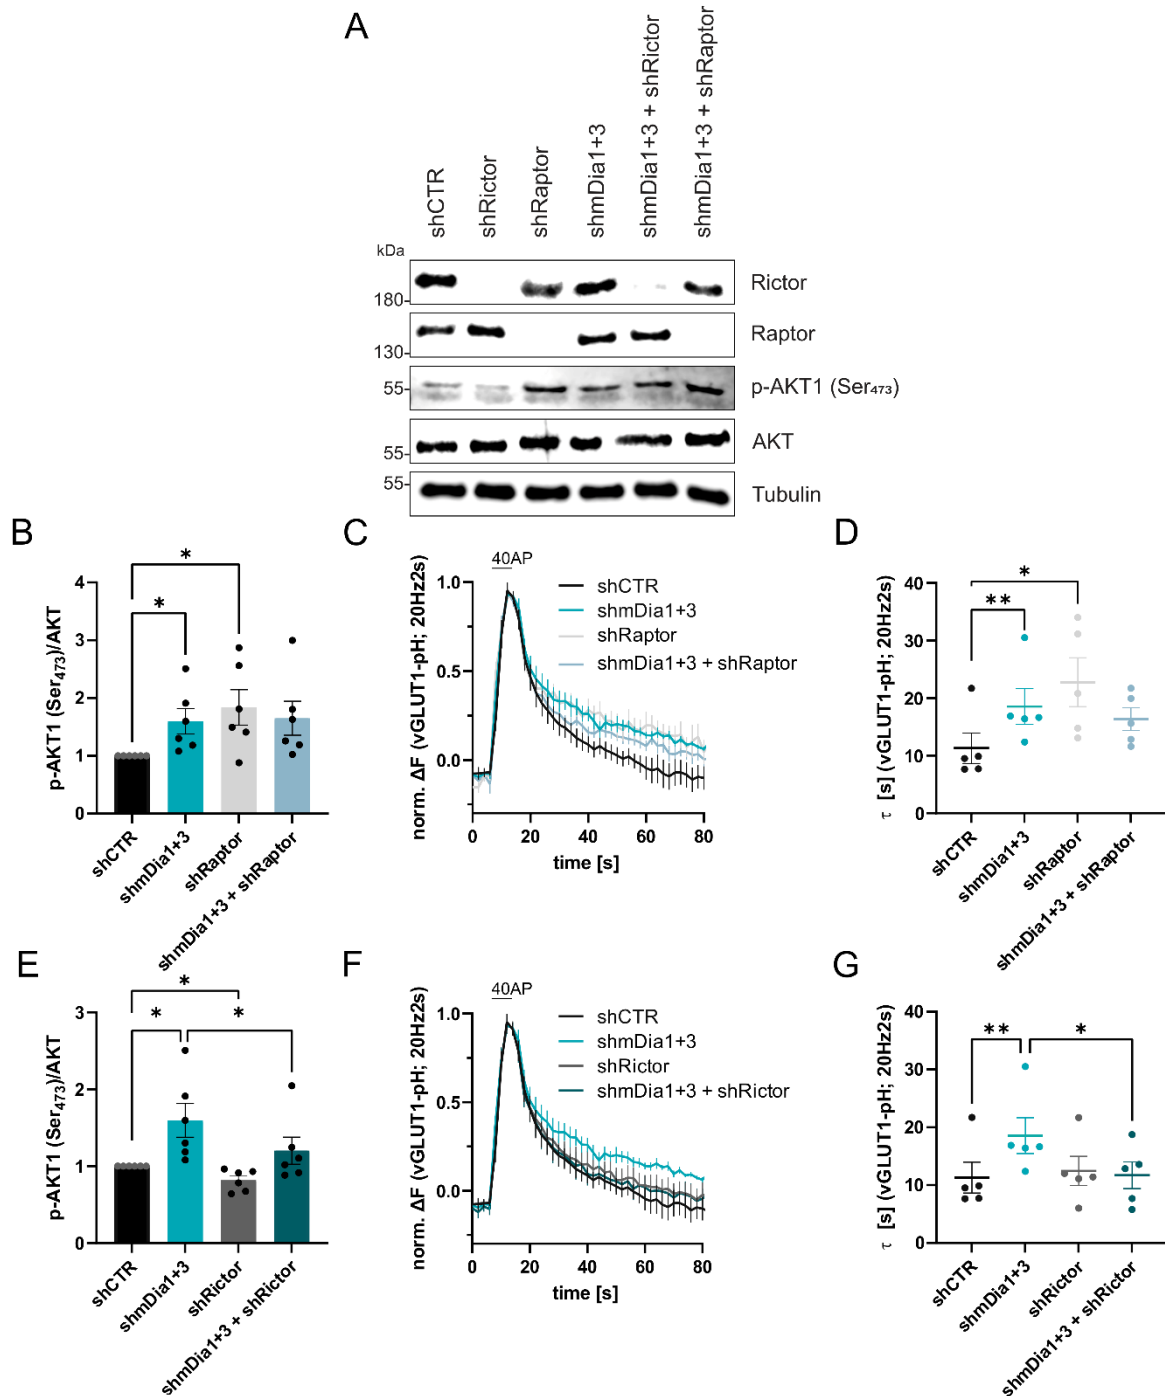 A
shCTR
shRictor
shRaptor
shmDia1+3
shmDia1+3 + shRictor
shmDia1+3 + shRaptor
kDa
180
Rictor
130
Raptor
55
p-AKT1 (Ser₄₇₃)
55
AKT
55
Tubulin
B
p-AKT1 (Ser₄₇₃)/AKT
4
3
2
1
0
*
*
shCTR
shmDia1+3
shRaptor
shmDia1+3 + shRaptor
C
norm. ΔF (vGLUT1-pH; 20Hz2s)
40AP
1.0
0.5
0.0
0 20 40 60 80
time [s]
shCTR
shmDia1+3
shRaptor
shmDia1+3 + shRaptor
D
τ [s] (vGLUT1-pH; 20Hz2s)
40
30
20
10
0
*
**
shCTR
shmDia1+3
shRaptor
shmDia1+3 + shRaptor
E
p-AKT1 (Ser₄₇₃)/AKT
3
2
1
0
*
* *
shCTR
shmDia1+3
shRictor
shmDia1+3 + shRictor
F
norm. ΔF (vGLUT1-pH; 20Hz2s)
40AP
1.0
0.5
0.0
0 20 40 60 80
time [s]
shCTR
shmDia1+3
shRictor
shmDia1+3 + shRictor
G
τ [s] (vGLUT1-pH; 20Hz2s)
40
30
20
10
0
** *
shCTR
shmDia1+3
shRictor
shmDia1+3 + shRictor